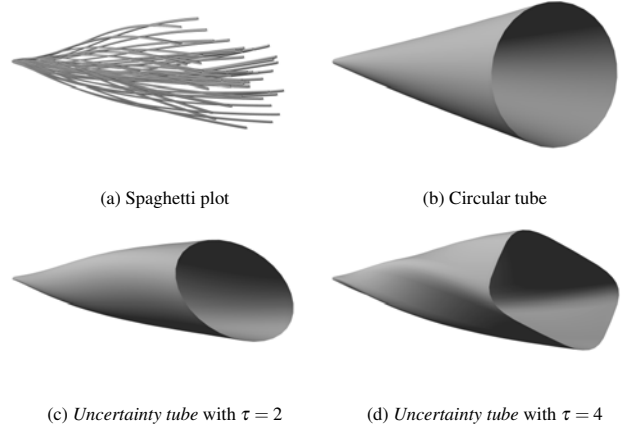 (a) Spaghetti plot
(b) Circular tube
(c) Uncertainty tube with τ = 2
(d) Uncertainty tube with τ = 4